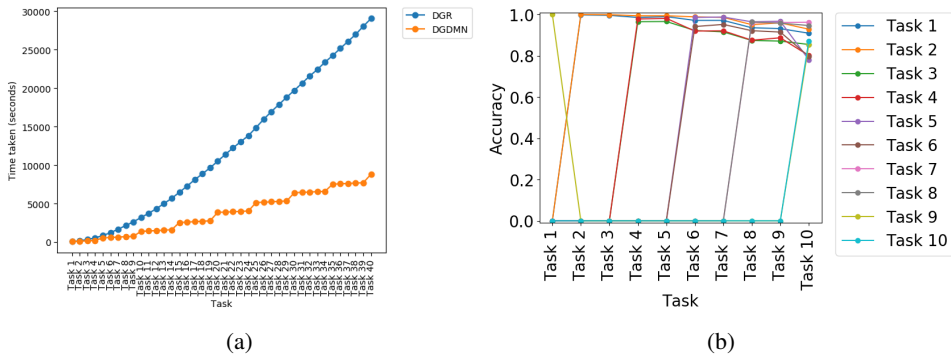 DGR
DGDMN
30000
25000
20000
15000
10000
5000
0
Time taken (seconds)
Task 1
Task 2
Task 3
Task 4
Task 5
Task 6
Task 7
Task 8
Task 9
Task 10
Task 11
Task 12
Task 13
Task 14
Task 15
Task 16
Task 17
Task 18
Task 19
Task 20
Task 21
Task 22
Task 23
Task 24
Task 25
Task 26
Task 27
Task 28
Task 29
Task 30
Task 31
Task 32
Task 33
Task 34
Task 35
Task 36
Task 37
Task 38
Task 39
Task 40
Task
(a)
1.0
0.8
0.6
0.4
0.2
0.0
Accuracy
Task 1
Task 2
Task 3
Task 4
Task 5
Task 6
Task 7
Task 8
Task 9
Task 10
Task
Task 1
Task 2
Task 3
Task 4
Task 5
Task 6
Task 7
Task 8
Task 9
Task 10
(b)